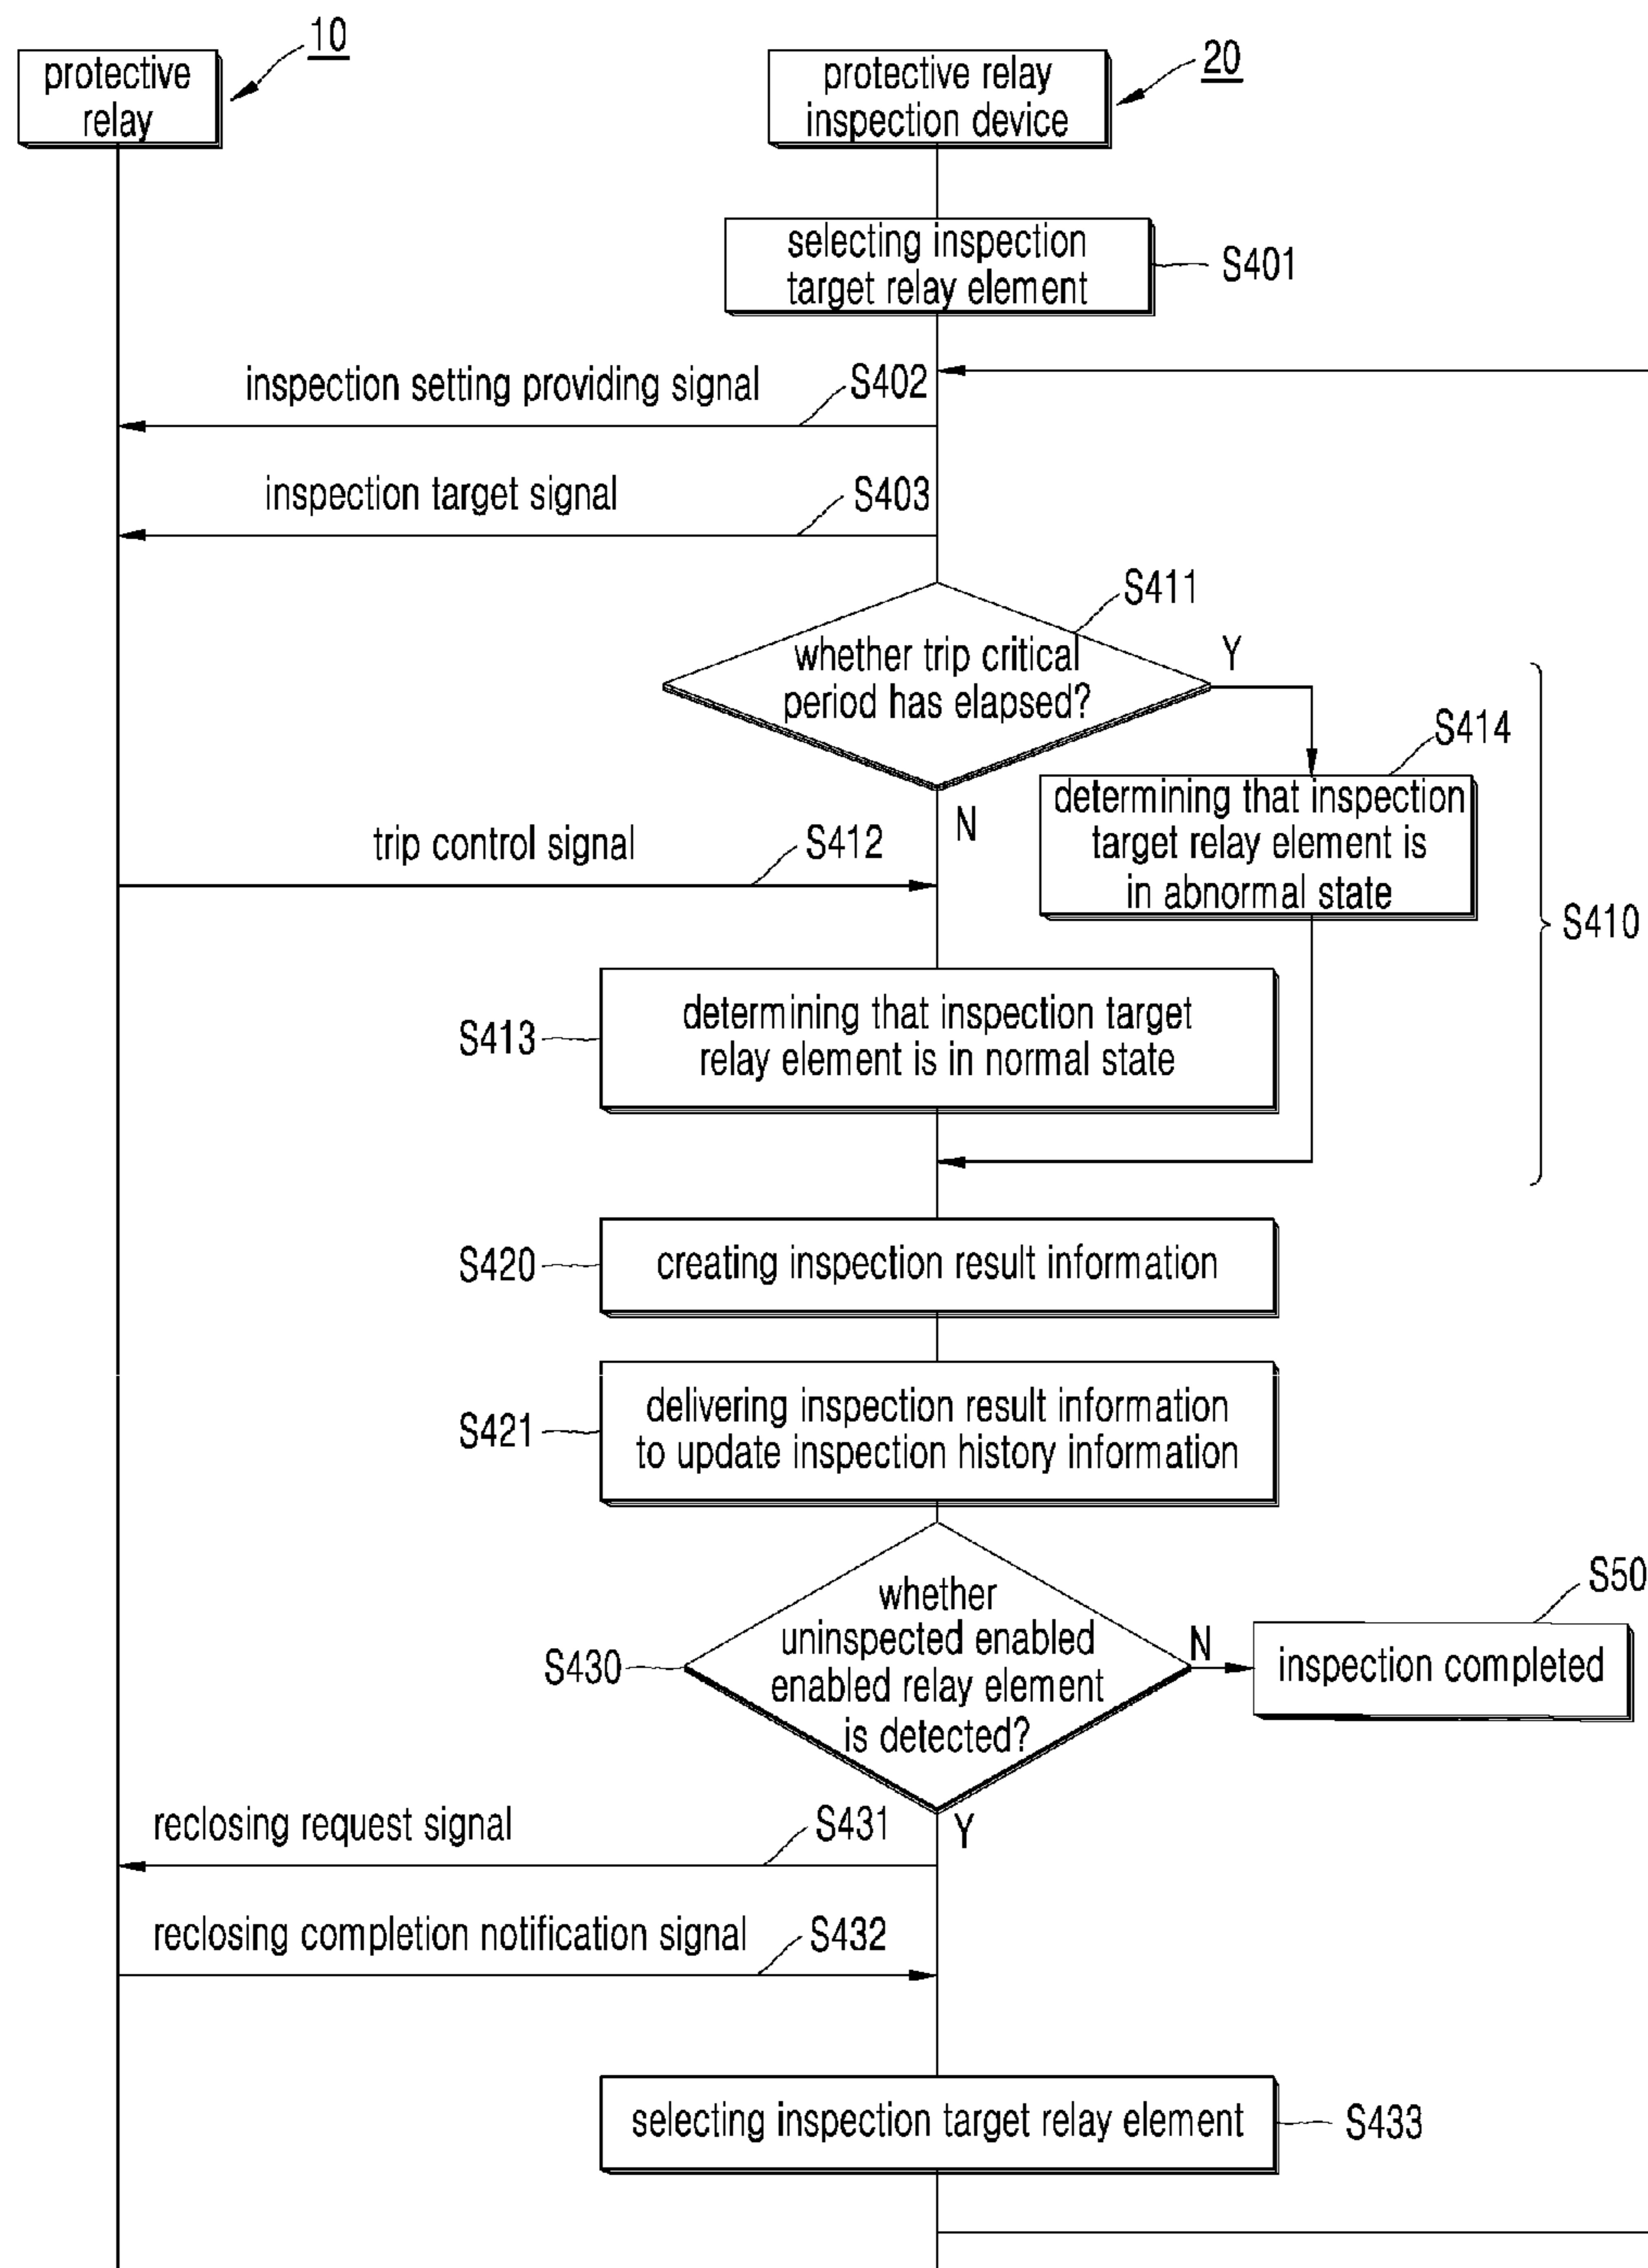 10
protective
relay
20
protective relay
inspection device
selecting inspection
target relay element
S401
inspection setting providing signal
S402
inspection target signal
S403
S411
whether trip critical
period has elapsed?
Y
S414
determining that inspection
target relay element is
in abnormal state
N
trip control signal
S412
S410
S413
determining that inspection target
relay element is in normal state
S420
creating inspection result information
S421
delivering inspection result information
to update inspection history information
S430
whether
uninspected enabled
enabled relay element
is detected?
N
S50
inspection completed
Y
reclosing request signal
S431
reclosing completion notification signal
S432
selecting inspection target relay element
S433